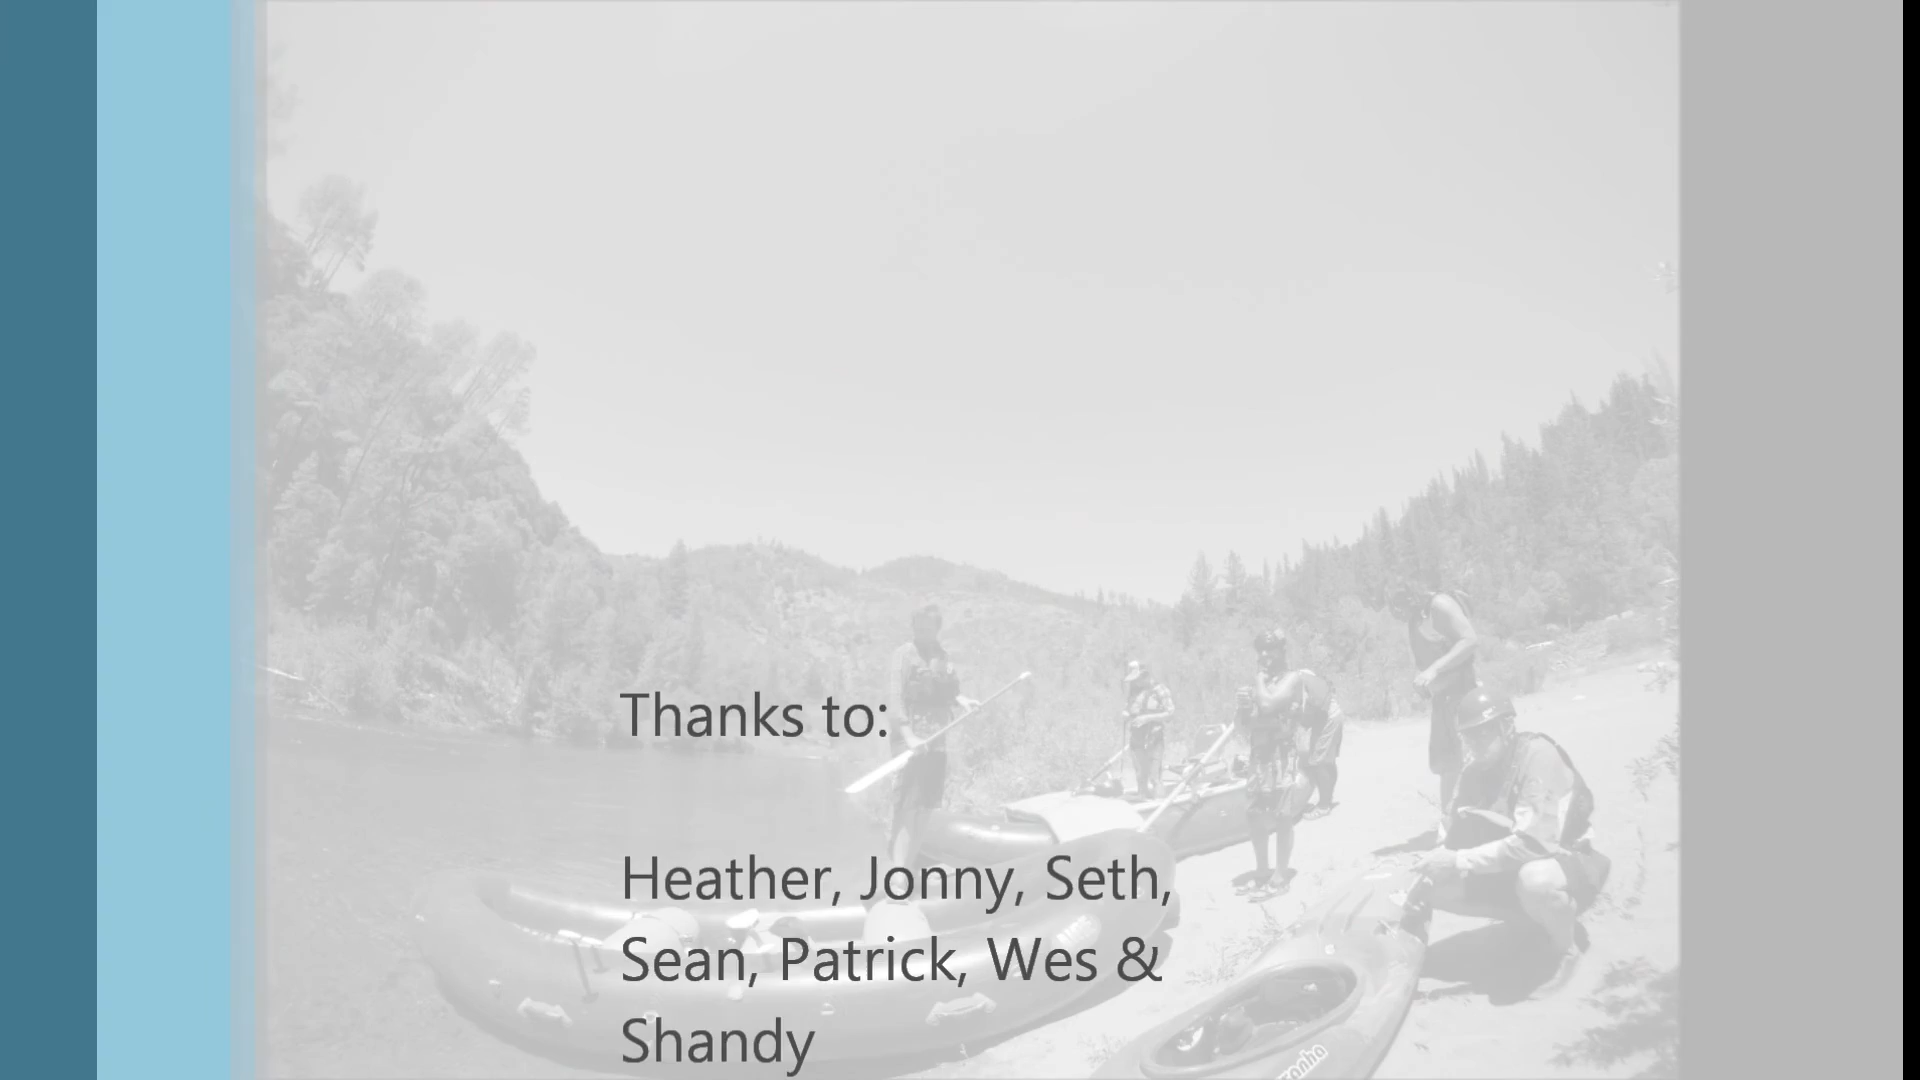 Thanks to:
Heather, Jonny, Seth,
Sean, Patrick, Wes &
Shandy